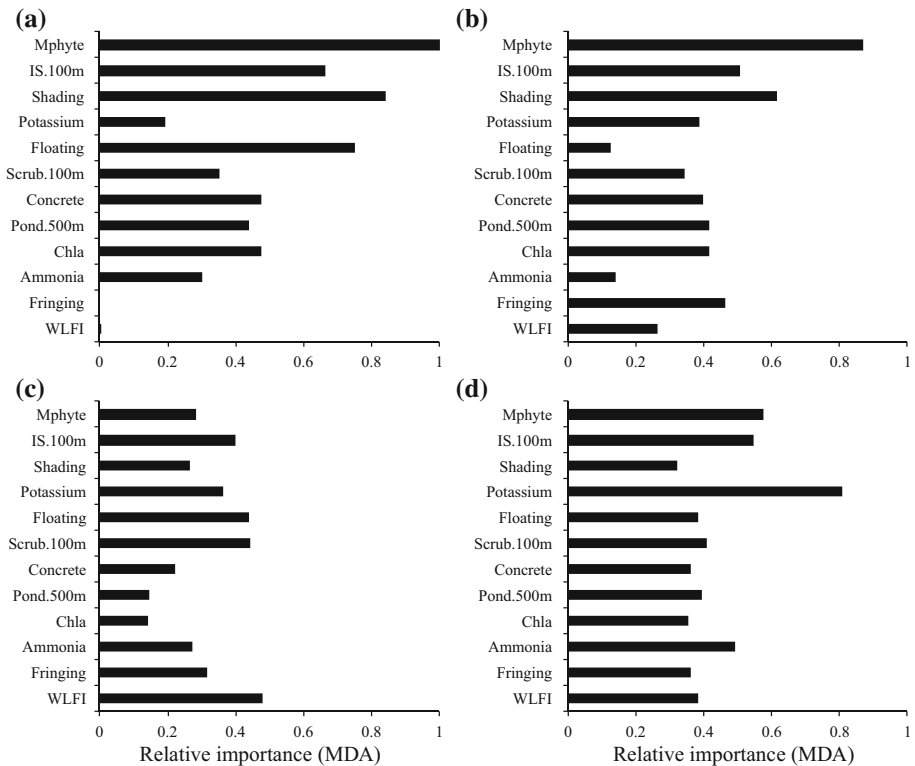 (a)
Mphyte
IS.100m
Shading
Potassium
Floating
Scrub.100m
Concrete
Pond.500m
Chla
Ammonia
Fringing
WLFI
0 0.2 0.4 0.6 0.8 1
(b)
Mphyte
IS.100m
Shading
Potassium
Floating
Scrub.100m
Concrete
Pond.500m
Chla
Ammonia
Fringing
WLFI
0 0.2 0.4 0.6 0.8 1
(c)
Mphyte
IS.100m
Shading
Potassium
Floating
Scrub.100m
Concrete
Pond.500m
Chla
Ammonia
Fringing
WLFI
0 0.2 0.4 0.6 0.8 1
Relative importance (MDA)
(d)
Mphyte
IS.100m
Shading
Potassium
Floating
Scrub.100m
Concrete
Pond.500m
Chla
Ammonia
Fringing
WLFI
0 0.2 0.4 0.6 0.8 1
Relative importance (MDA)